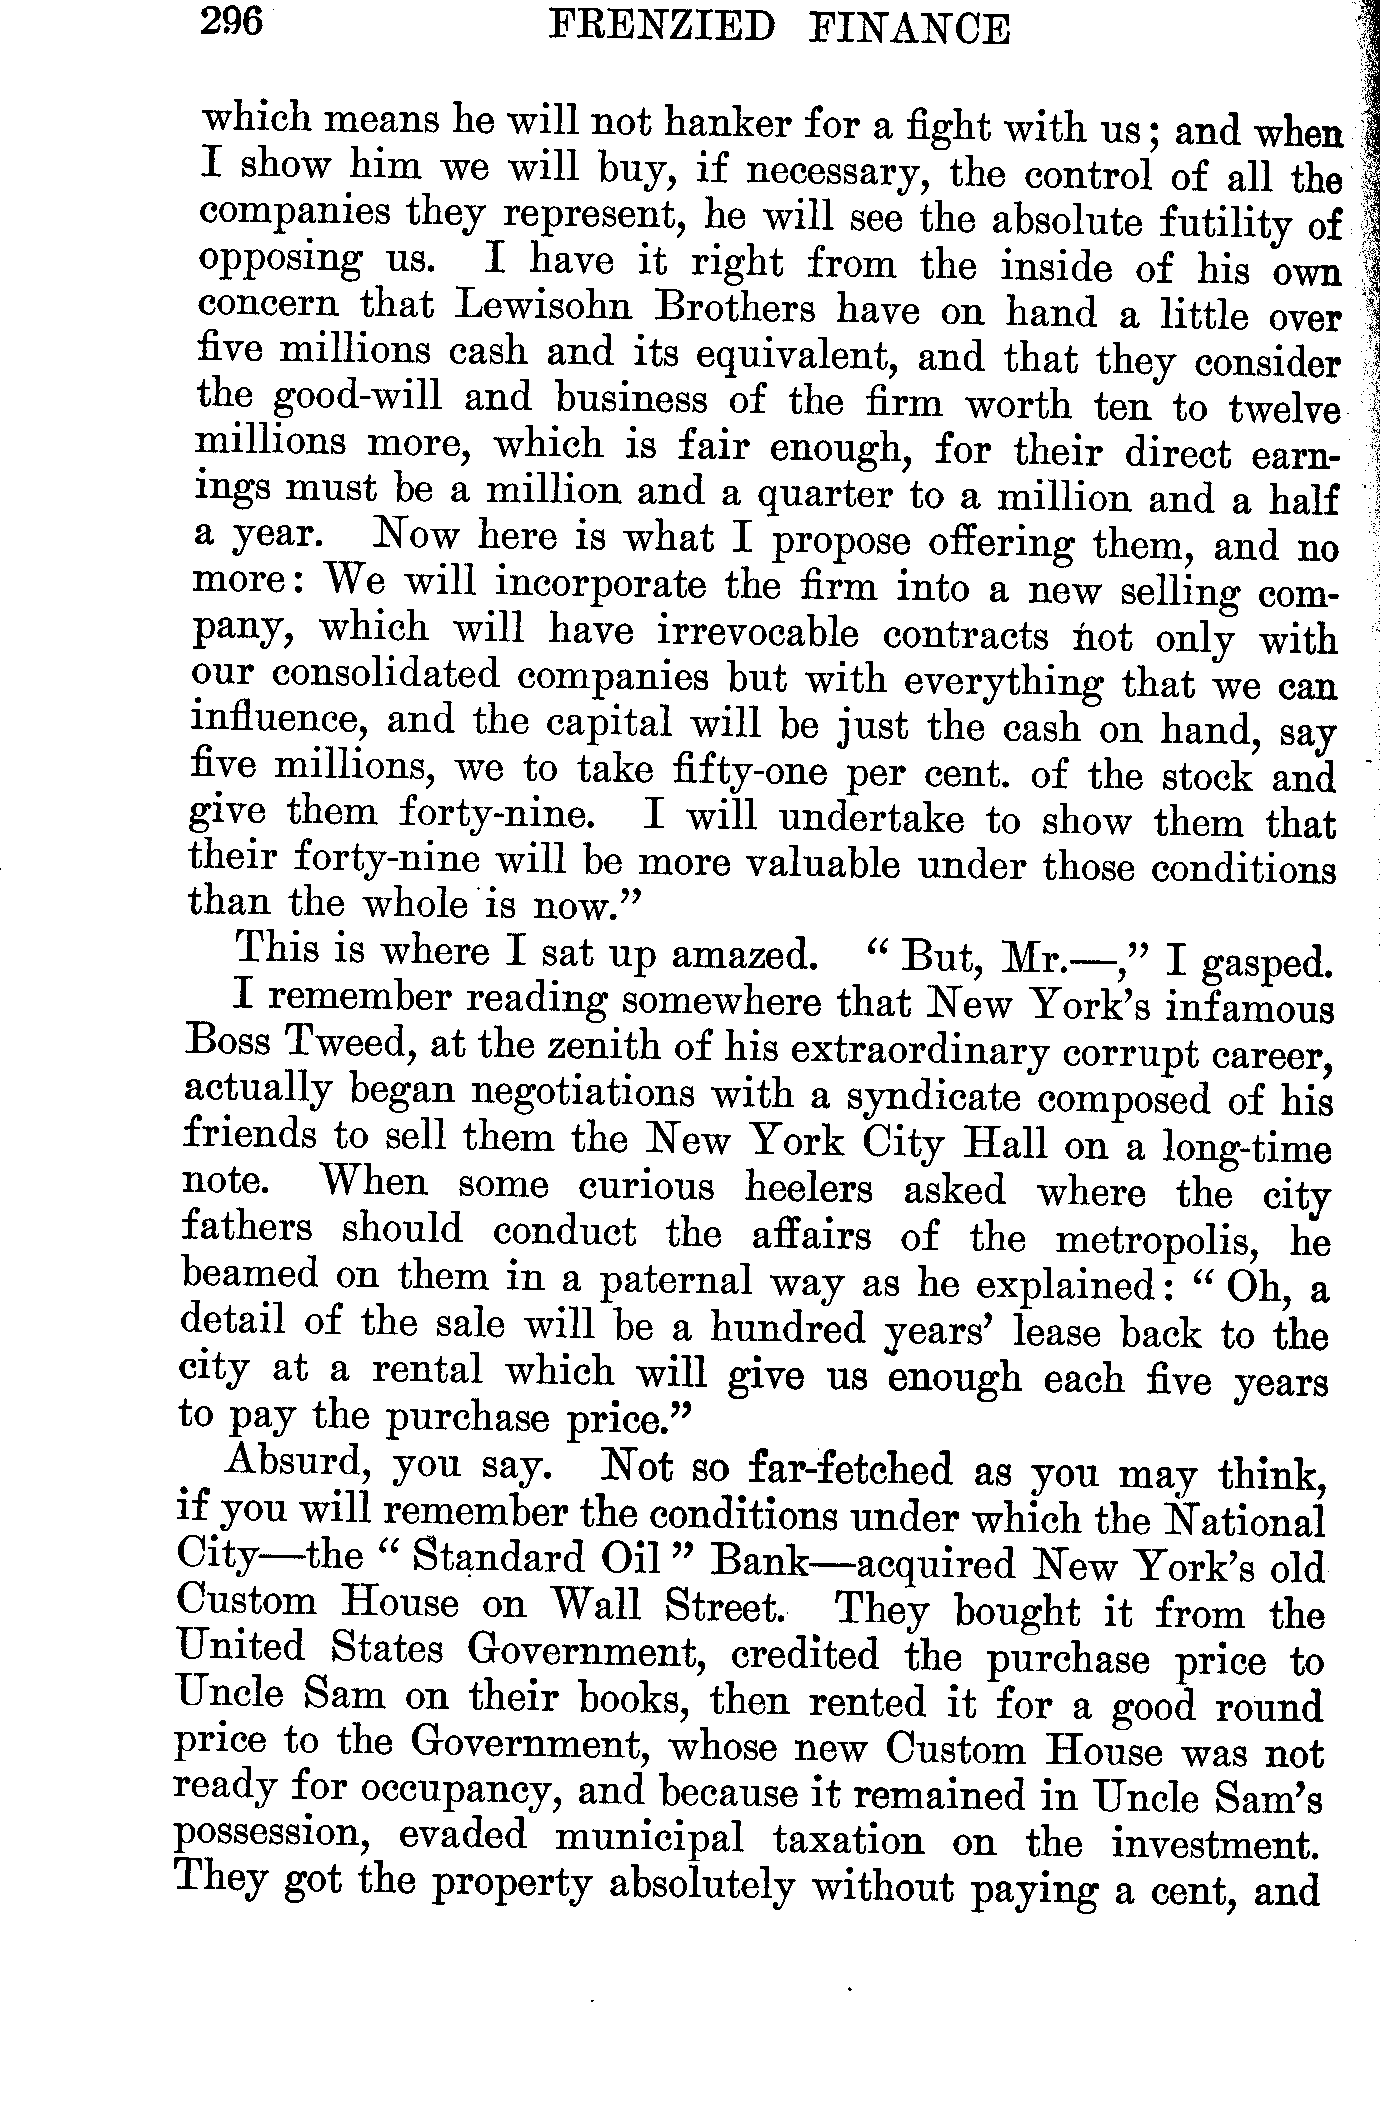 296 FRENZIED FINANCE
which means he will not hanker for a fight with us; and when
I show him we will buy, if necessary, the control of all the
companies they represent, he will see the absolute futility of
opposing us. I have it right from the inside of his own
concern that Lewisohn Brothers have on hand a little over
five millions cash and its equivalent, and that they consider
the good-will and business of the firm worth ten to twelve
millions more, which is fair enough, for their direct earn-
ings must be a million and a quarter to a million and a half
a year. Now here is what I propose offering them, and no
more: We will incorporate the firm into a new selling com-
pany, which will have irrevocable contracts not only with
our consolidated companies but with everything that we can
influence, and the capital will be just the cash on hand, say
five millions, we to take fifty-one per cent. of the stock and
give them forty-nine. I will undertake to show them that
their forty-nine will be more valuable under those conditions
than the whole is now.”
This is where I sat up amazed. “ But, Mr.—,” I gasped.
I remember reading somewhere that New York’s infamous
Boss Tweed, at the zenith of his extraordinary corrupt career,
actually began negotiations with a syndicate composed of his
friends to sell them the New York City Hall on a long-time
note. When some curious heelers asked where the city
fathers should conduct the affairs of the metropolis, he
beamed on them in a paternal way as he explained: “ Oh, a
detail of the sale will be a hundred years’ lease back to the
city at a rental which will give us enough each five years
to pay the purchase price.”
Absurd, you say. Not so far-fetched as you may think,
if you will remember the conditions under which the National
City—the “ Standard Oil ” Bank—acquired New York’s old
Custom House on Wall Street. They bought it from the
United States Government, credited the purchase price to
Uncle Sam on their books, then rented it for a good round
price to the Government, whose new Custom House was not
ready for occupancy, and because it remained in Uncle Sam’s
possession, evaded municipal taxation on the investment.
They got the property absolutely without paying a cent, and